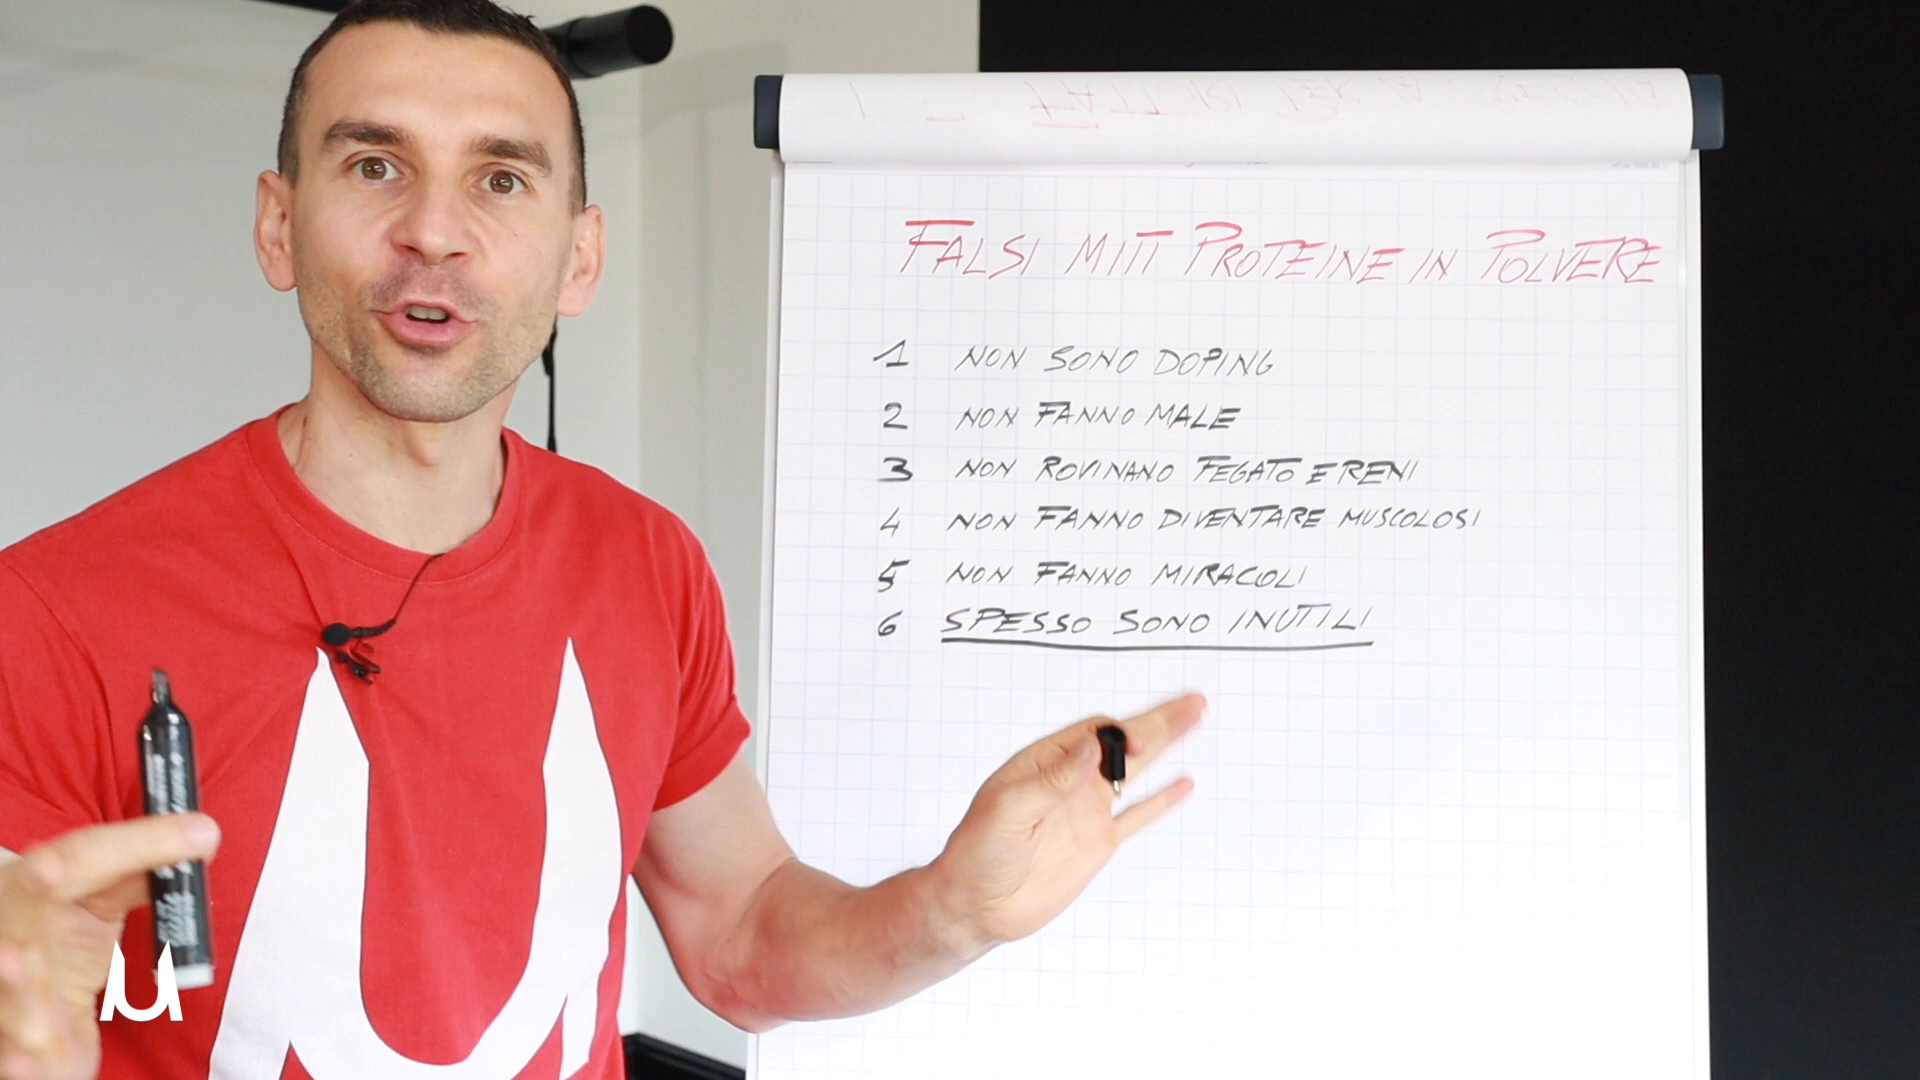 FALSI MITI PROTEINE IN POLVERE
1 NON SONO DOPING
2 NON FANNO MALE
3 NON ROVINANO FEGATO E RENI
4 NON FANNO DIVENTARE MUSCOLOSI
5 NON FANNO MIRACOLI
6 SPESSO SONO INUTILI